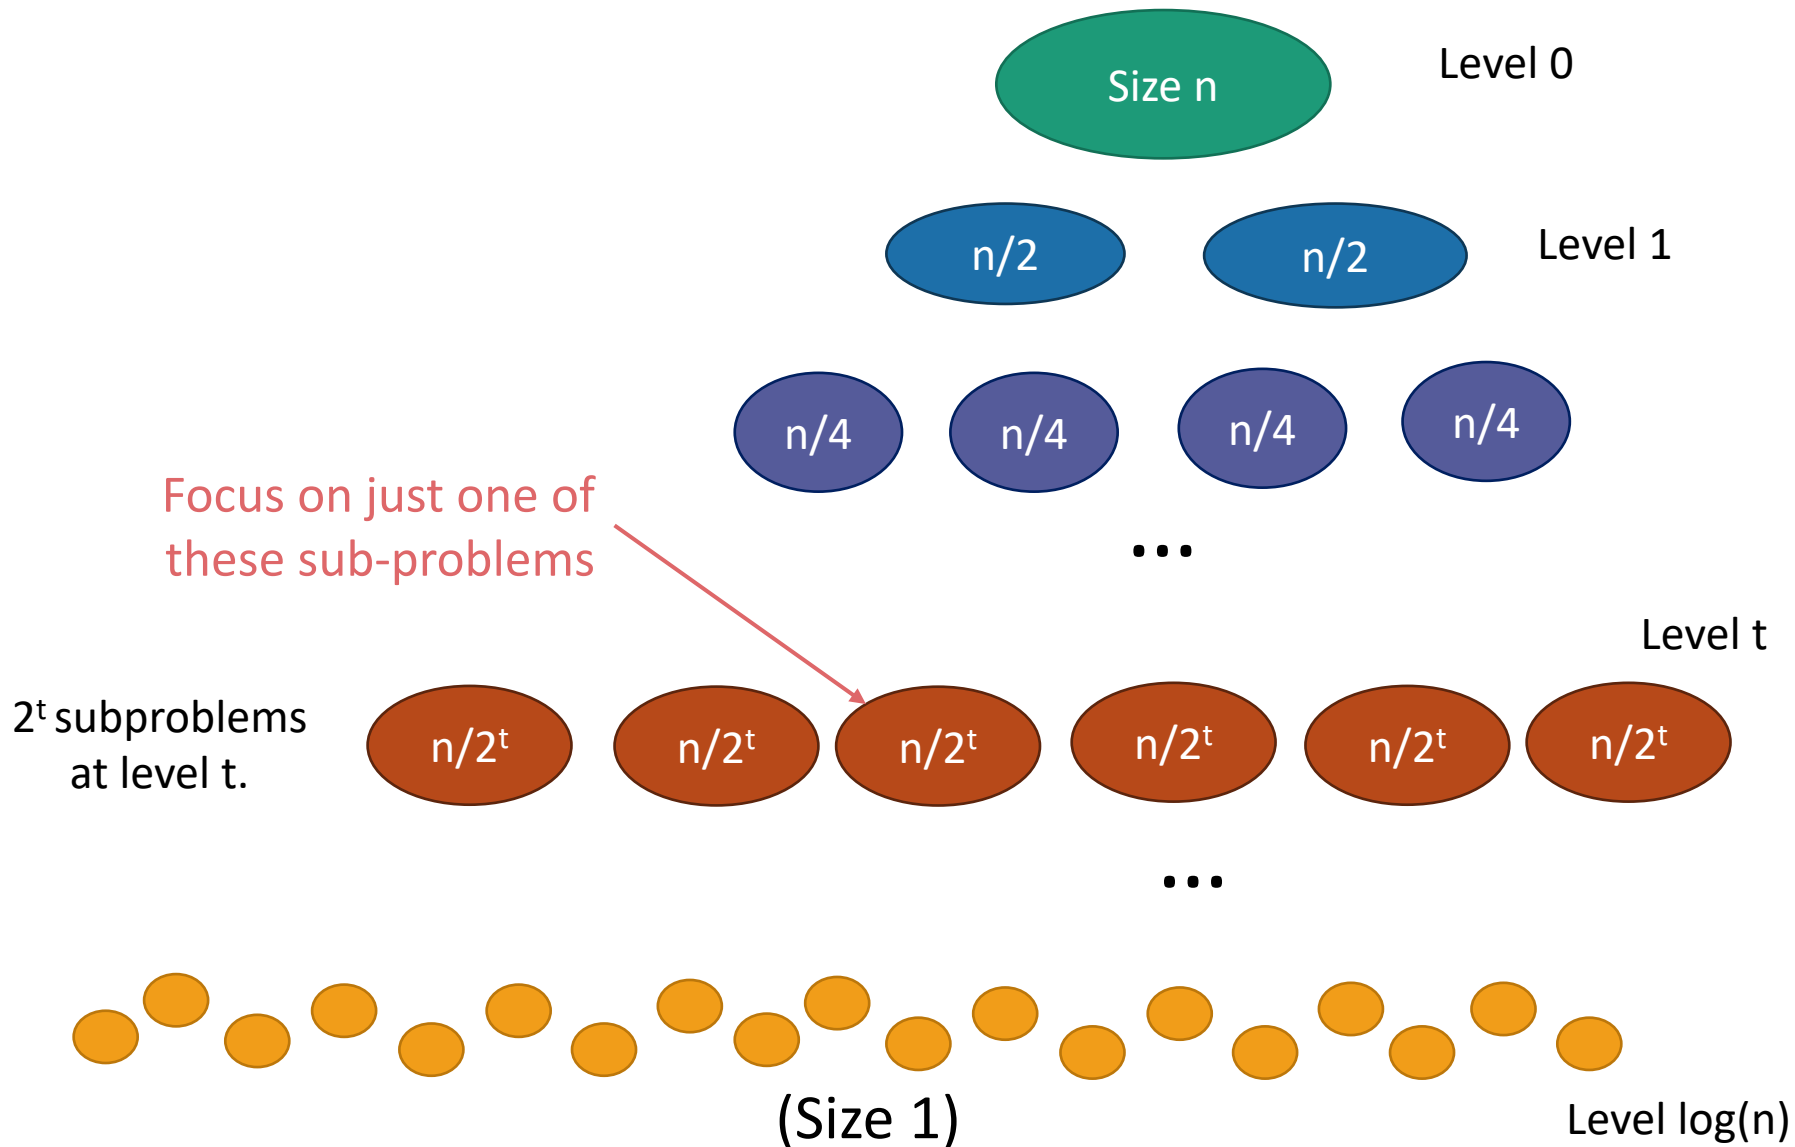 Size n
Level 0
n/2
n/2
Level 1
n/4
n/4
n/4
n/4
Focus on just one of
these sub-problems
...
Level t
2ᵗ subproblems
at level t.
n/2ᵗ
n/2ᵗ
n/2ᵗ
n/2ᵗ
n/2ᵗ
n/2ᵗ
...
(Size 1)
Level log(n)